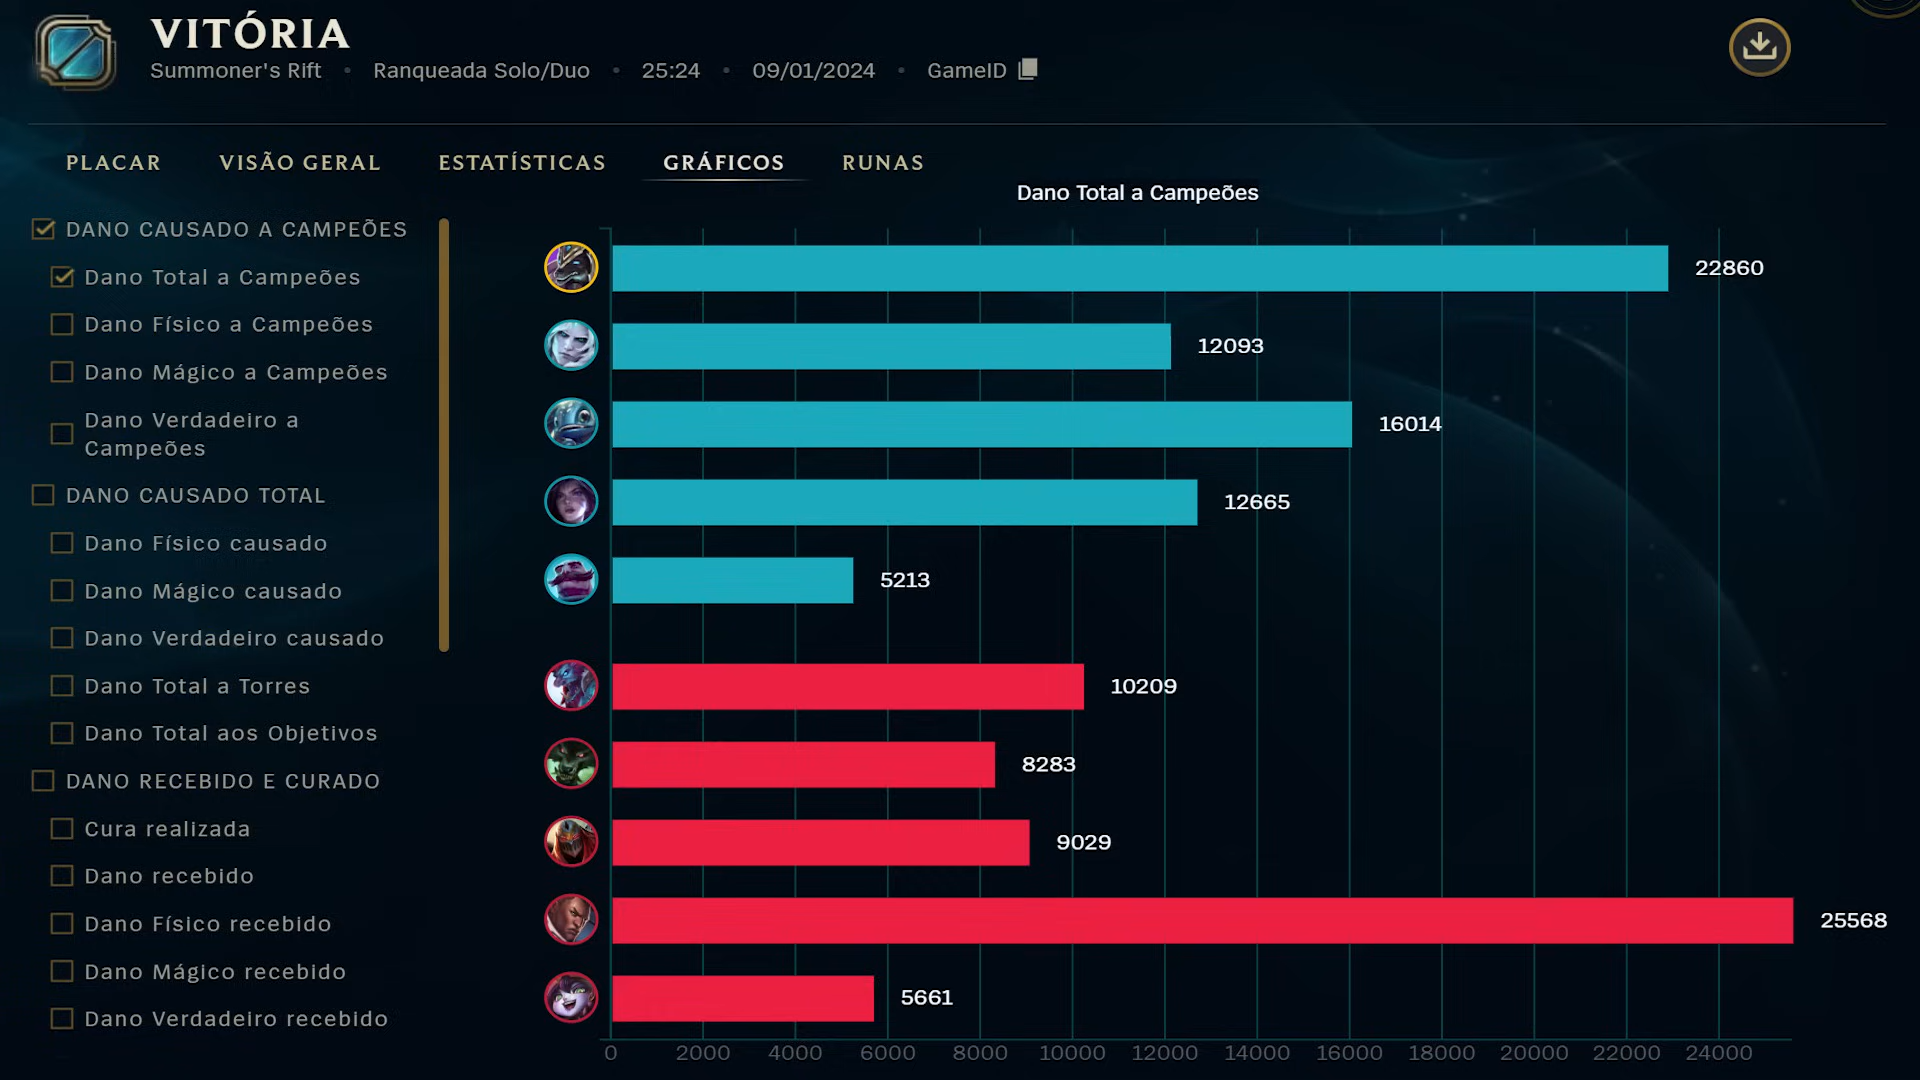 VITÓRIA
Summoner's Rift • Ranqueada Solo/Duo • 25:24 • 09/01/2024 • GameID
PLACAR VISÃO GERAL ESTATÍSTICAS GRÁFICOS RUNAS
DANO CAUSADO A CAMPEÕES
Dano Total a Campeões
Dano Físico a Campeões
Dano Mágico a Campeões
Dano Verdadeiro a
Campeões
DANO CAUSADO TOTAL
Dano Físico causado
Dano Mágico causado
Dano Verdadeiro causado
Dano Total a Torres
Dano Total aos Objetivos
DANO RECEBIDO E CURADO
Cura realizada
Dano recebido
Dano Físico recebido
Dano Mágico recebido
Dano Verdadeiro recebido
Dano Total a Campeões
22860
12093
16014
12665
5213
10209
8283
9029
25568
5661
0 2000 4000 6000 8000 10000 12000 14000 16000 18000 20000 22000 24000